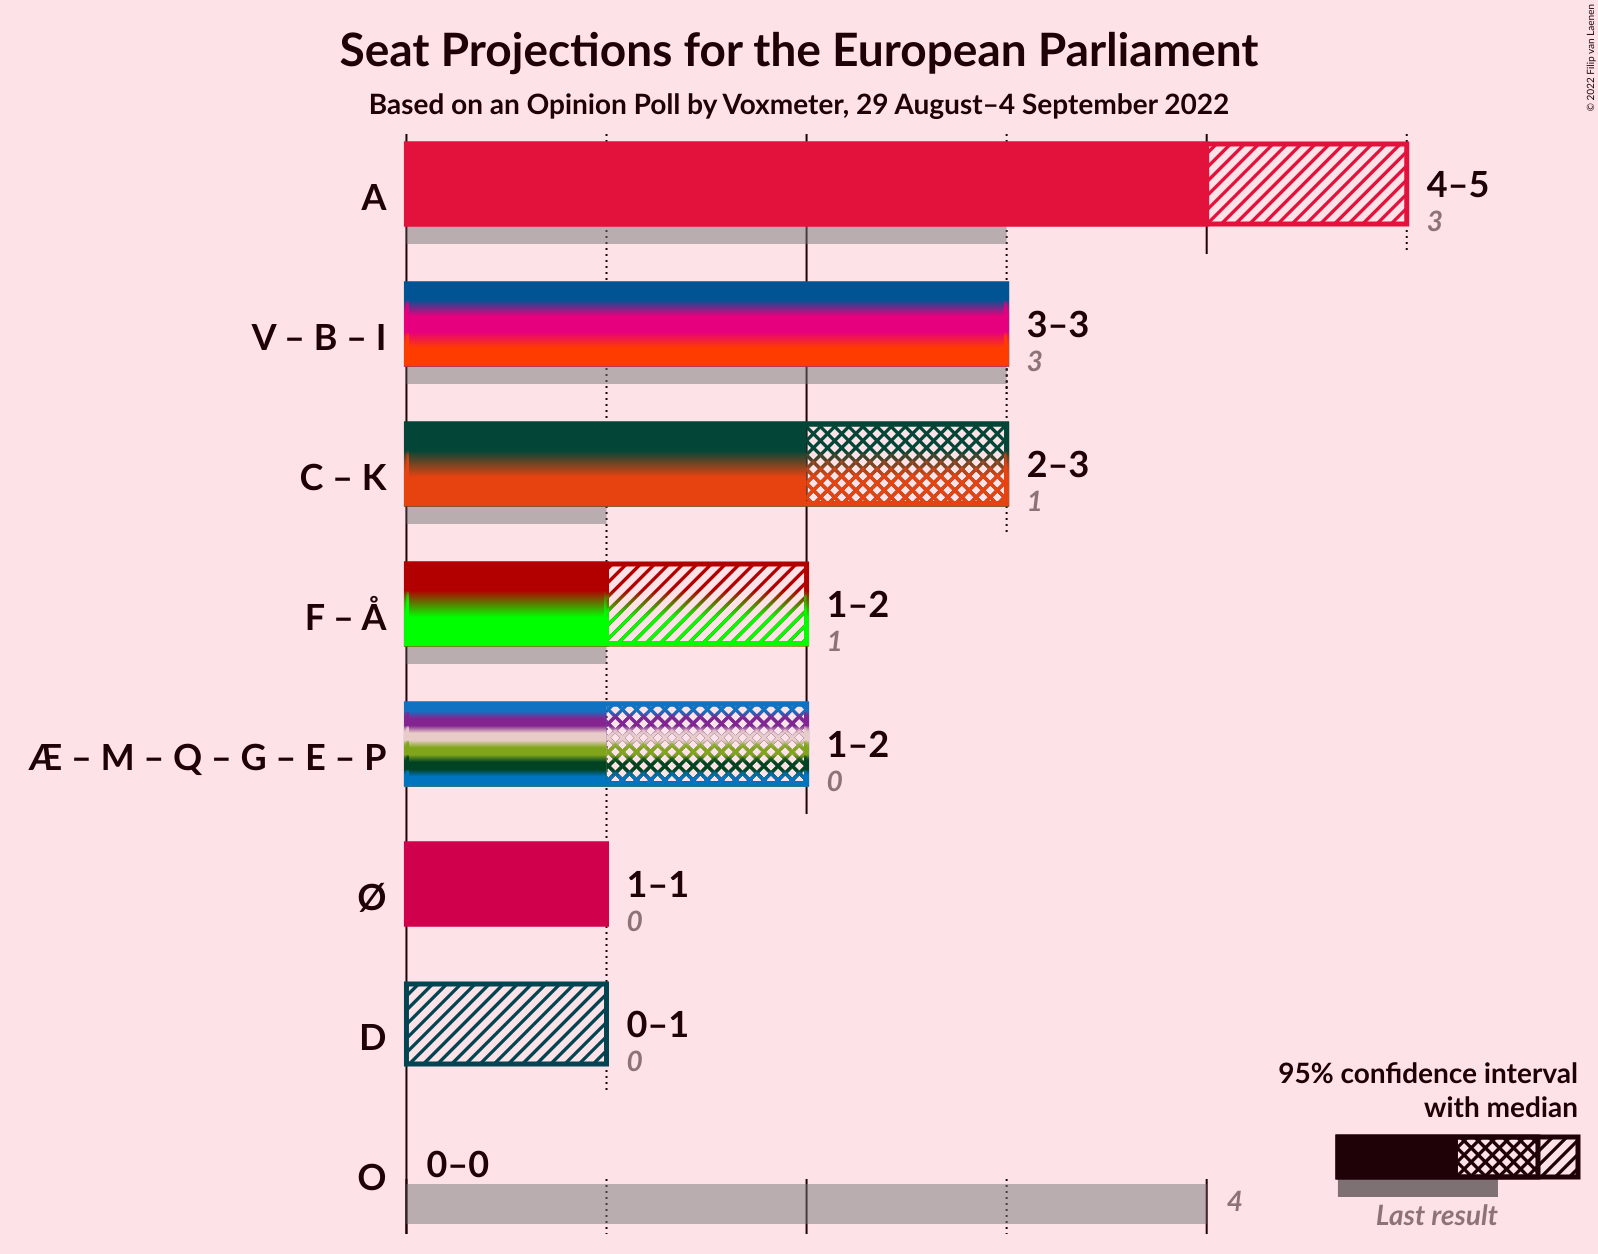 Seat Projections for the European Parliament
Based on an Opinion Poll by Voxmeter, 29 August–4 September 2022
© 2022 Filip van Laenen
A
4–5
3
V – B – I
3–3
3
C – K
2–3
1
F – Å
1–2
1
Æ – M – Q – G – E – P
1–2
0
Ø
1–1
0
D
0–1
0
O
0–0
4
95% confidence interval
with median
Last result